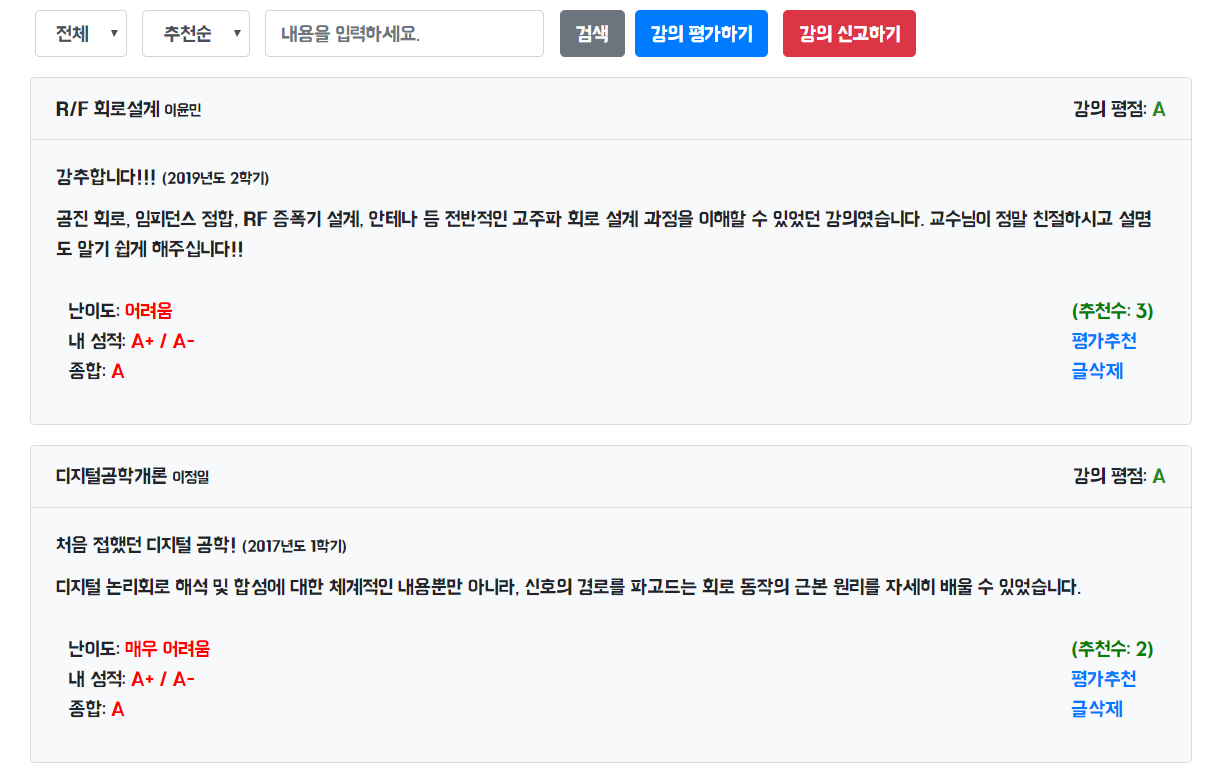 전체 ▼ 추천순 ▼ 내용을 입력하세요. 검색 강의 평가하기 강의 신고하기
R/F 회로설계 이윤민 강의 평점: A
강추합니다!!! (2019년도 2학기)
공진 회로, 임피던스 정합, RF 증폭기 설계, 안테나 등 전반적인 고주파 회로 설계 과정을 이해할 수 있었던 강의였습니다. 교수님이 정말 친절하시고 설명
도 알기 쉽게 해주십니다!!
난이도: 어려움 (추천수: 3)
내 성적: A+ / A- 평가추천
종합: A 글삭제
디지털공학개론 이정일 강의 평점: A
처음 접했던 디지털 공학! (2017년도 1학기)
디지털 논리회로 해석 및 합성에 대한 체계적인 내용뿐만 아니라, 신호의 경로를 파고드는 회로 동작의 근본 원리를 자세히 배울 수 있었습니다.
난이도: 매우 어려움 (추천수: 2)
내 성적: A+ / A- 평가추천
종합: A 글삭제